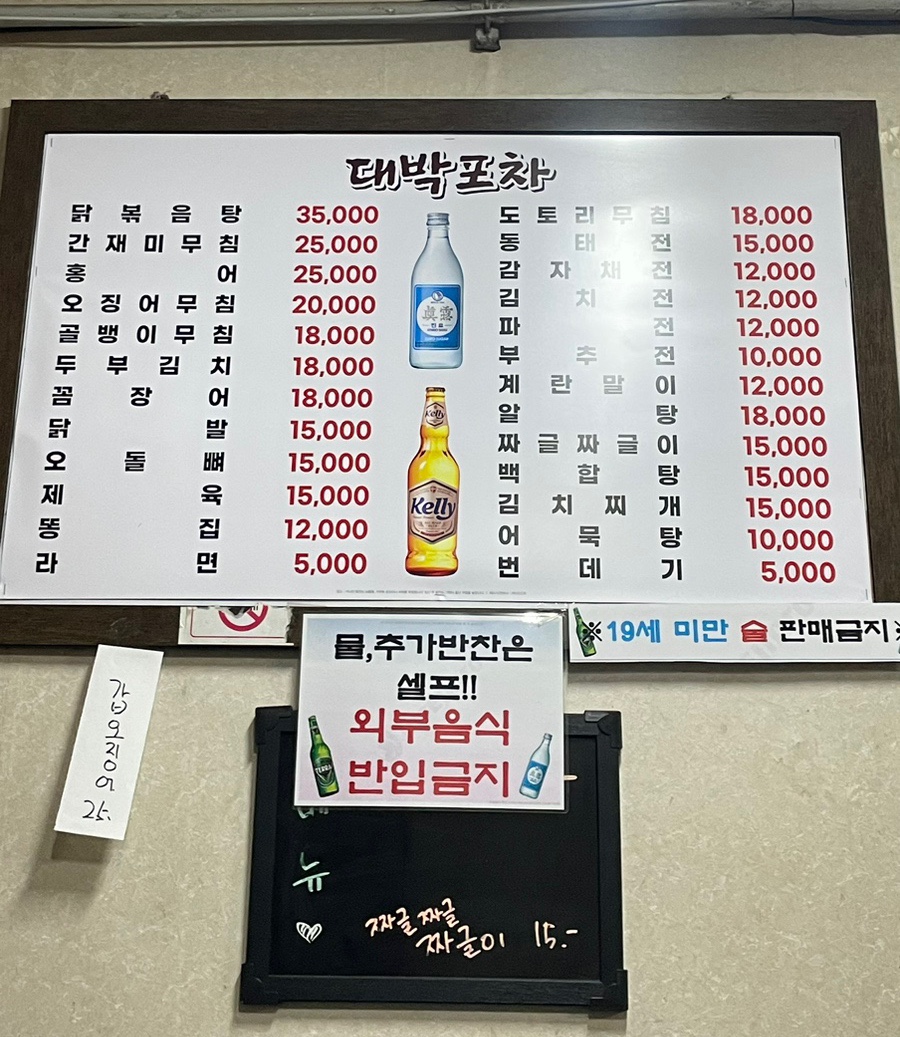 대박포차
닭볶음탕 35,000
간재미무침 25,000
홍어 25,000
오징어무침 20,000
골뱅이무침 18,000
두부김치 18,000
꼼장어 18,000
닭발 15,000
오돌뼈 15,000
제육 15,000
똥집 12,000
라면 5,000
도토리무침 18,000
동태전 15,000
감자채전 12,000
김치전 12,000
파전 12,000
부추전 10,000
계란말이 12,000
알탕 18,000
짜글짜글이 15,000
백합탕 15,000
김치찌개 15,000
어묵탕 10,000
번데기 5,000
眞露
Kelly
Kelly
※19세 미만 술 판매금지※
물,추가반찬은
셀프!!
외부음식
반입금지
TERRA
眞露
갑오징어
25.
뉴
짜글짜글
짜글이 15.-